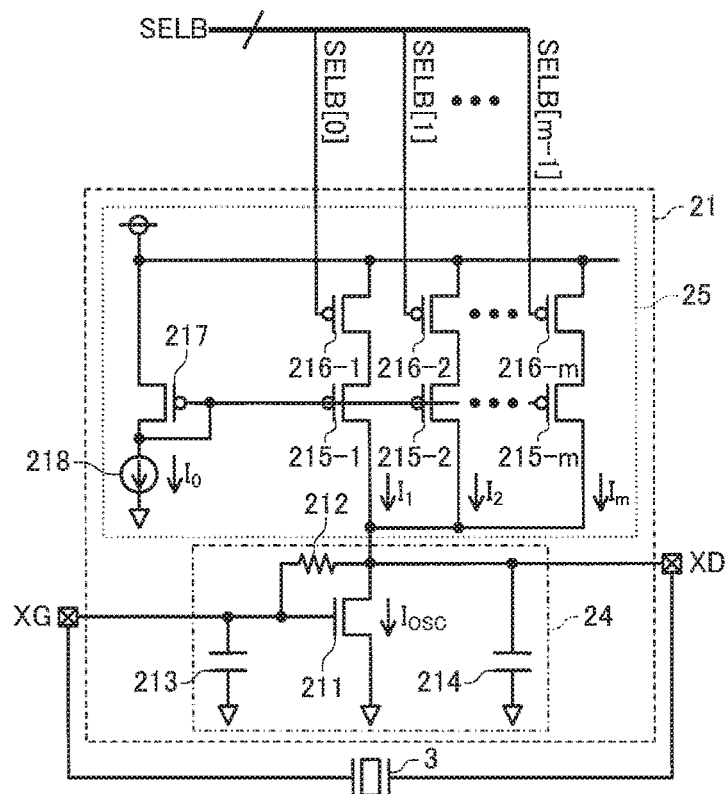 SELB
SELB[0]
SELB[1]
SELB[m-1]
21
25
217
216-1
216-2
216-m
218
I0
215-1
215-2
215-m
I1
I2
Im
212
XG
XD
IOSC
24
213
211
214
3